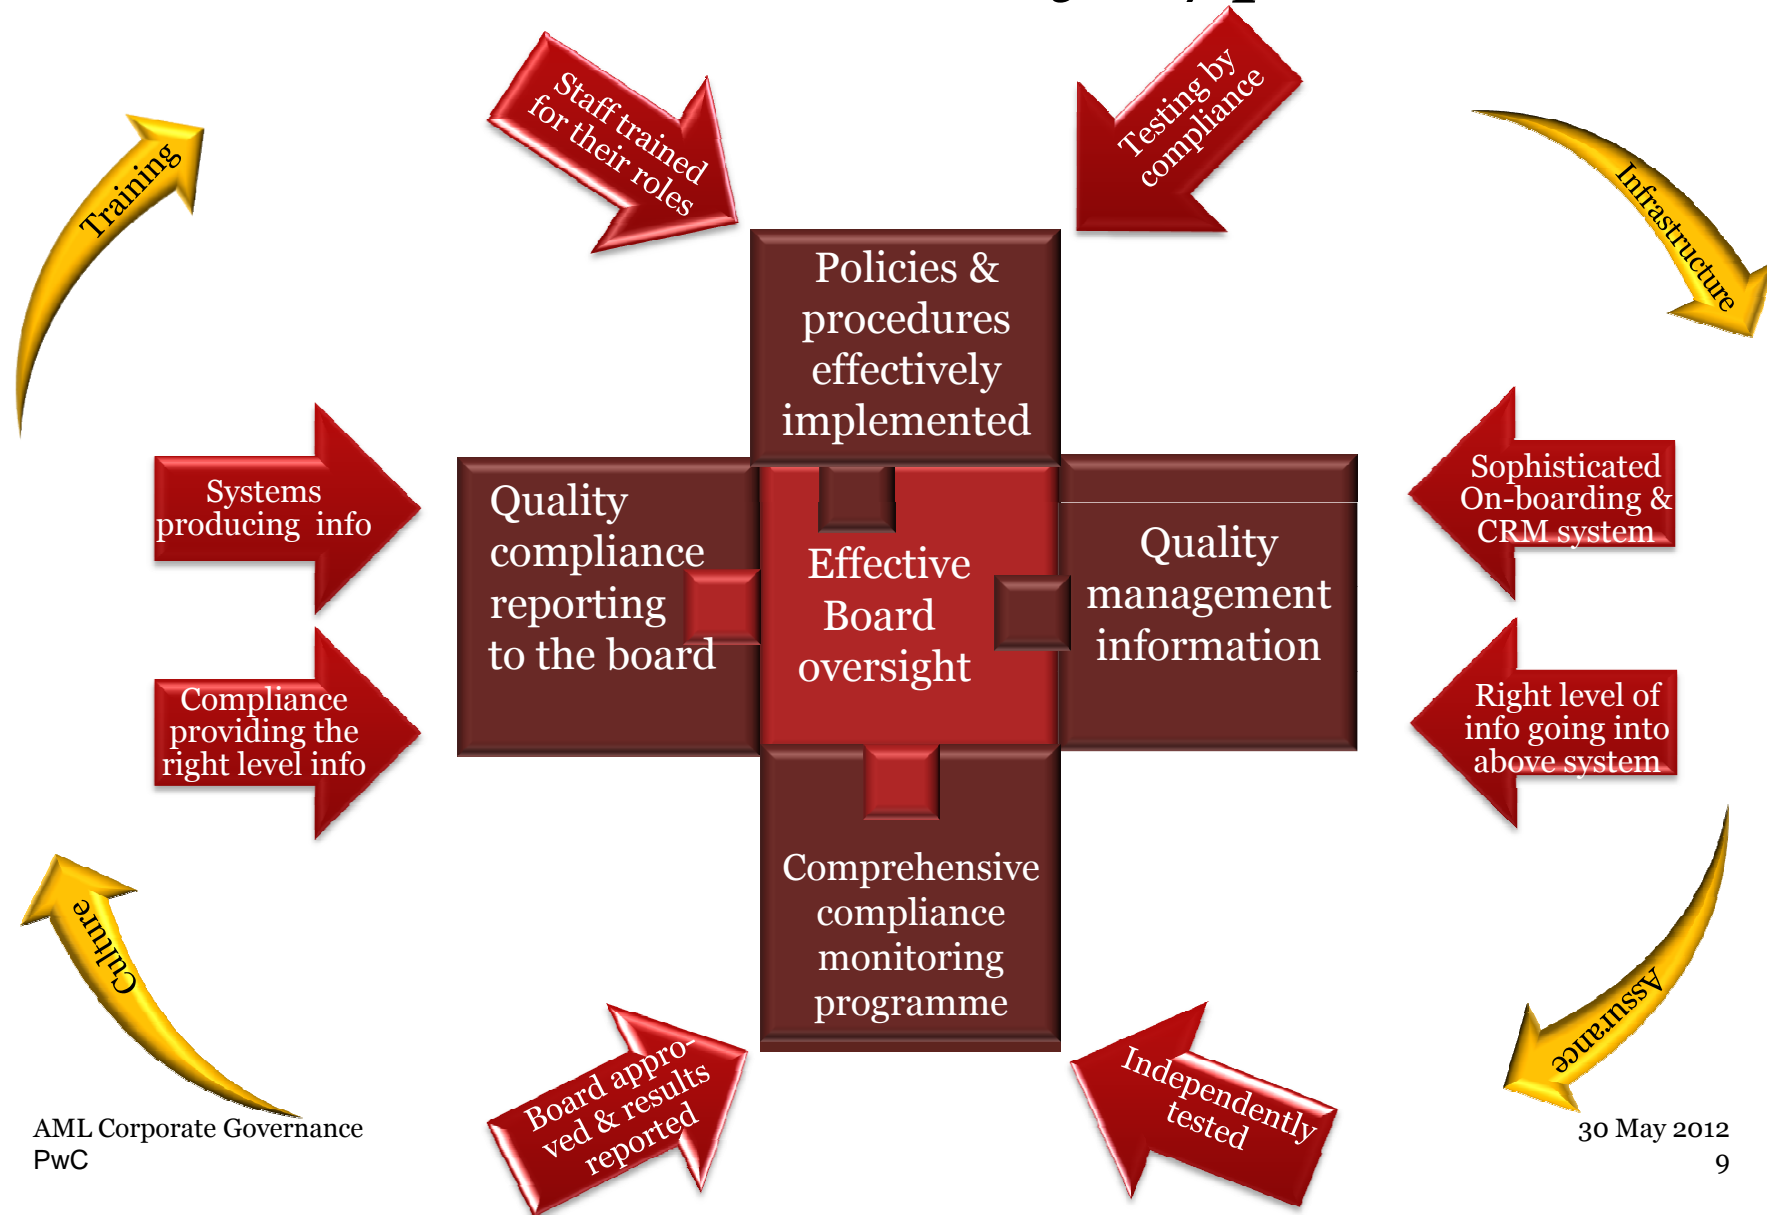 Training
Staff trained
for their roles
Testing by
compliance
Infrastructure
Policies &
procedures
effectively
implemented
Systems
producing info
Quality
compliance
reporting
to the board
Effective
Board
oversight
Quality
management
information
Sophisticated
On-boarding &
CRM system
Compliance
providing the
right level info
Right level of
info going into
above system
Comprehensive
compliance
monitoring
programme
Culture
Assurance
Board appro-
ved & results
reported
Independently
tested
AML Corporate Governance
PwC
30 May 2012
9